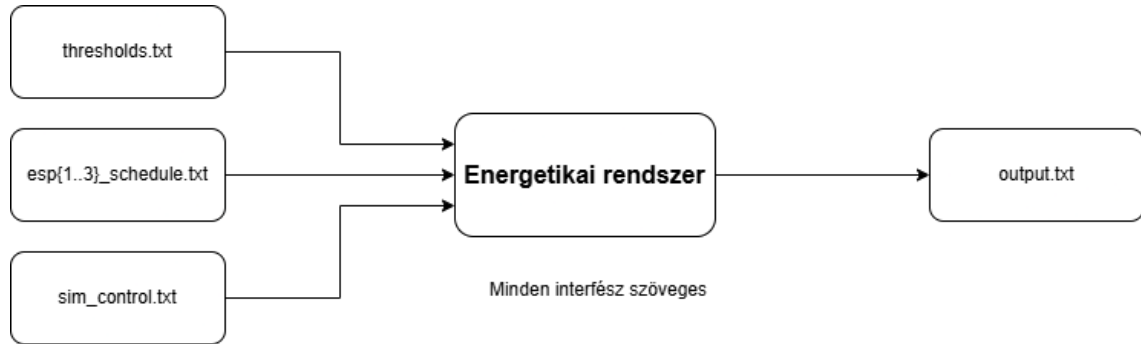 thresholds.txt
esp{1..3}_schedule.txt
sim_control.txt
Energetikai rendszer
Minden interfész szöveges
output.txt